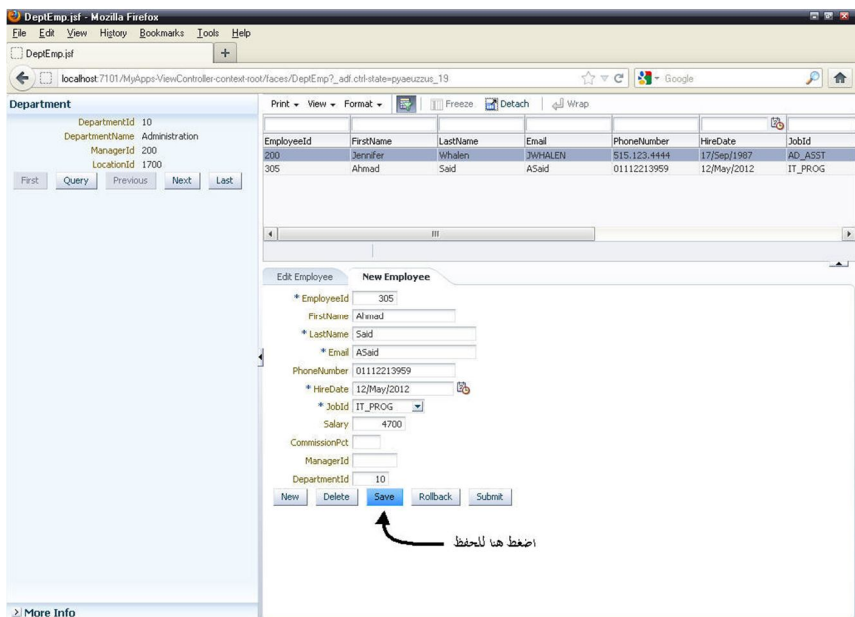 DeptEmp.jsf - Mozilla Firefox
File Edit View History Bookmarks Tools Help
DeptEmp.jsf +
localhost:7101/MyApps-ViewController-context-root/faces/DeptEmp?_adf.ctrl-state=pyaeuzzus_19
Google
Department
DepartmentId 10
DepartmentName Administration
ManagerId 200
LocationId 1700
First Query Previous Next Last
Print View Format Freeze Detach Wrap
EmployeeId FirstName LastName Email PhoneNumber HireDate JobId
200 Jennifer Whalen JWHALEN 515.123.4444 17/Sep/1987 AD_ASST
305 Ahmad Said ASaid 01112213959 12/May/2012 IT_PROG
Edit Employee New Employee
* EmployeeId 305
FirstName Ahmad
* LastName Said
* Email ASaid
PhoneNumber 01112213959
* HireDate 12/May/2012
* JobId IT_PROG
Salary 4700
CommissionPct
ManagerId
DepartmentId 10
New Delete Save Rollback Submit
اضغط هنا للحفظ
More Info